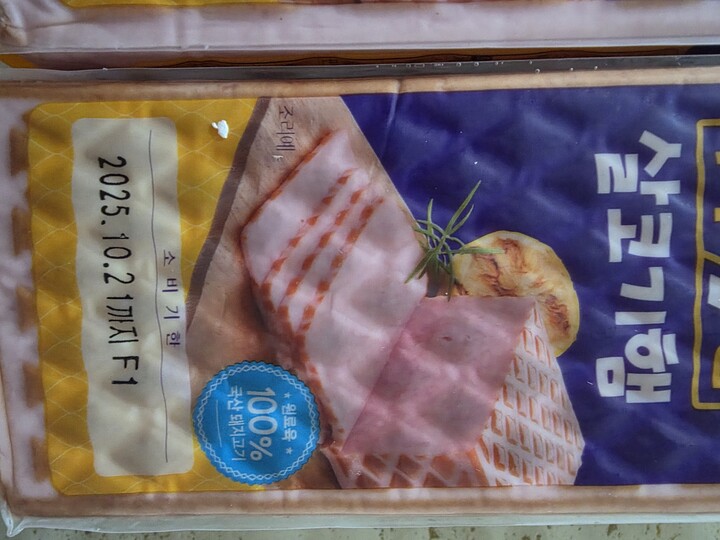 살코기햄
조리예
소비기한
2025.10.21까지 F1
원료육
100%
국산 돼지고기